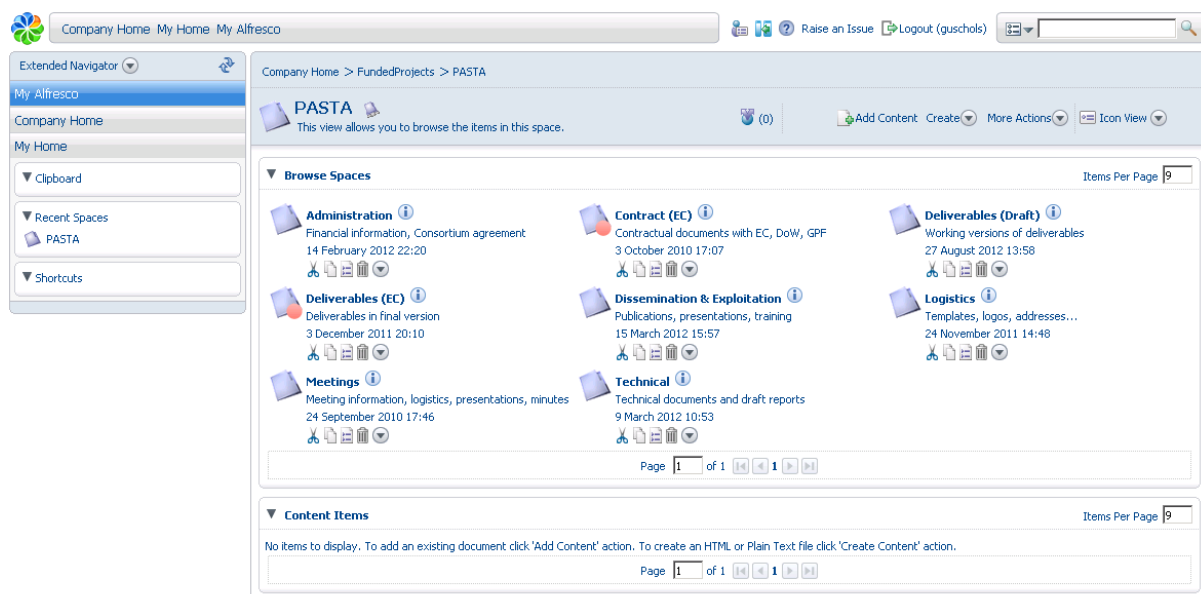 Company Home My Home My Alfresco
Raise an Issue Logout (guschols)
Extended Navigator
My Alfresco
Company Home
My Home
Clipboard
Recent Spaces
PASTA
Shortcuts
Company Home > FundedProjects > PASTA
PASTA
This view allows you to browse the items in this space.
(0)
Add Content Create More Actions Icon View
Browse Spaces
Items Per Page 9
Administration
Financial information, Consortium agreement
14 February 2012 22:20
Contract (EC)
Contractual documents with EC, DoW, GPF
3 October 2010 17:07
Deliverables (Draft)
Working versions of deliverables
27 August 2012 13:58
Deliverables (EC)
Deliverables in final version
3 December 2011 20:10
Dissemination & Exploitation
Publications, presentations, training
15 March 2012 15:57
Logistics
Templates, logos, addresses...
24 November 2011 14:48
Meetings
Meeting information, logistics, presentations, minutes
24 September 2010 17:46
Technical
Technical documents and draft reports
9 March 2012 10:53
Page 1 of 1 1
Content Items
Items Per Page 9
No items to display. To add an existing document click 'Add Content' action. To create an HTML or Plain Text file click 'Create Content' action.
Page 1 of 1 1